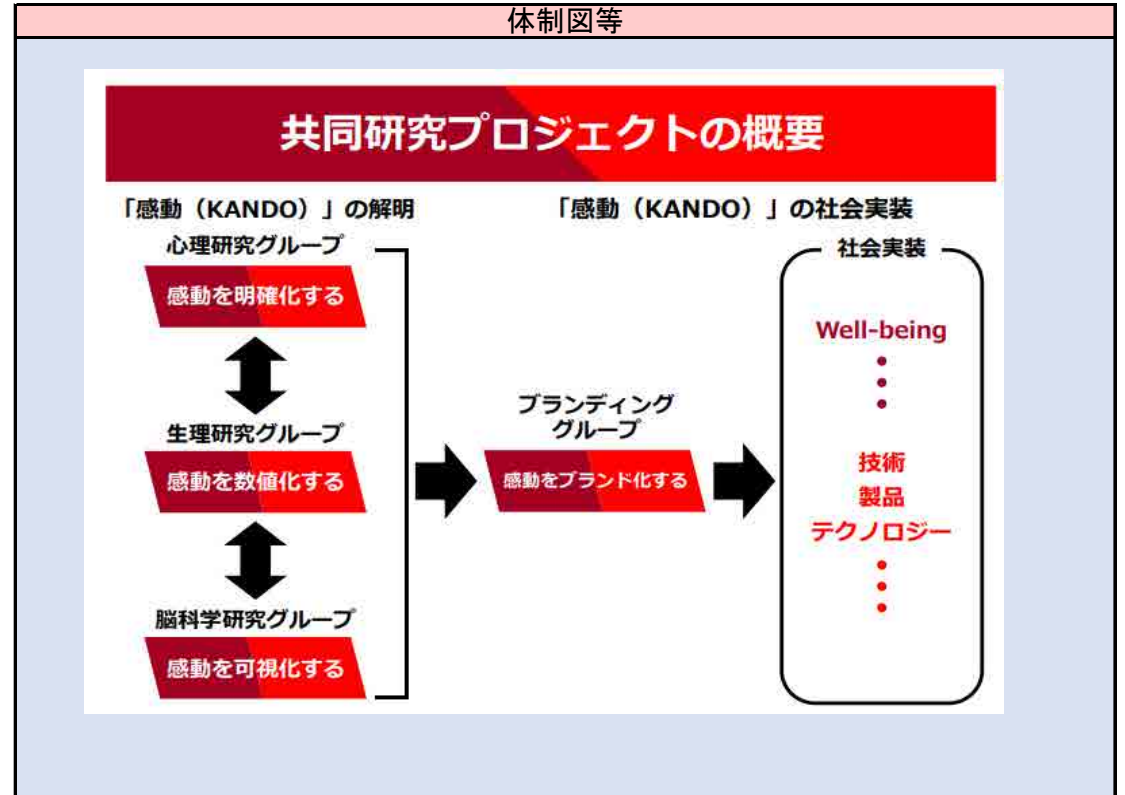 体制図等
共同研究プロジェクトの概要
「感動（KANDO）」の解明
心理研究グループ
感動を明確化する
生理研究グループ
感動を数値化する
脳科学研究グループ
感動を可視化する
「感動（KANDO）」の社会実装
ブランディング
グループ
感動をブランド化する
社会実装
Well-being
技術
製品
テクノロジー